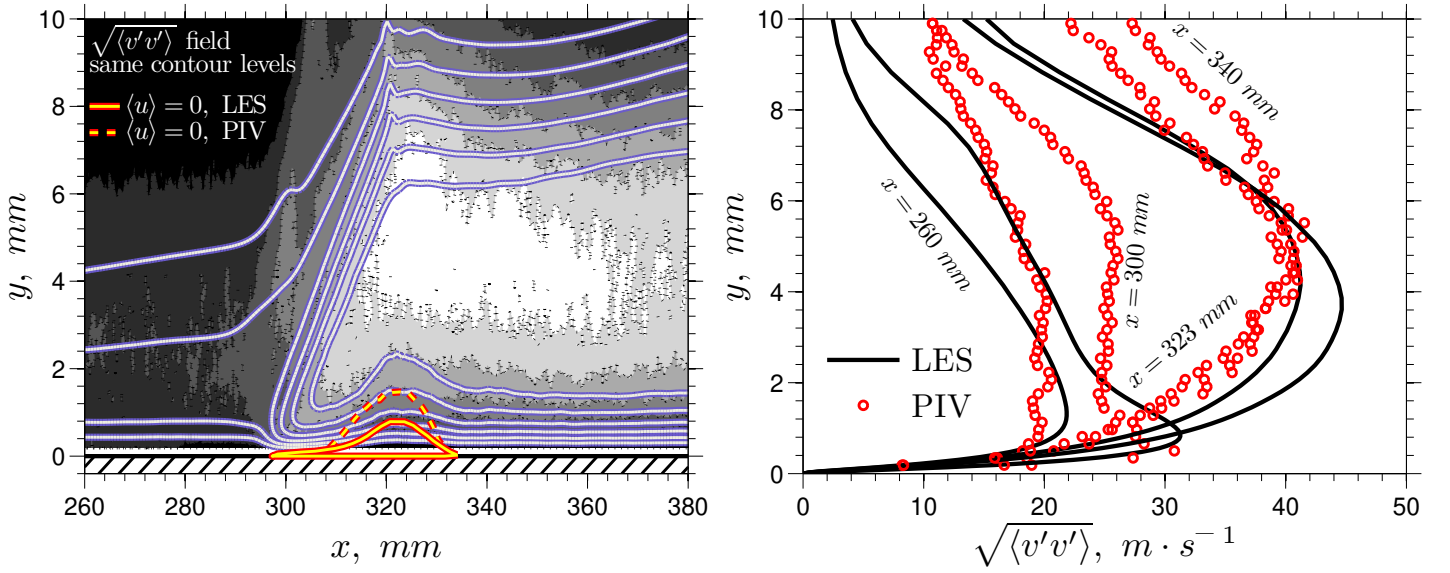 √⟨v′v′⟩ field
same contour levels
⟨u⟩ = 0, LES
⟨u⟩ = 0, PIV
y, mm
10
8
6
4
2
0
260
280
300
320
340
360
380
x, mm
y, mm
10
8
6
4
2
0
x = 340 mm
x = 260 mm
x = 300 mm
x = 323 mm
LES
PIV
0
10
20
30
40
50
√⟨v′v′⟩, m · s⁻¹